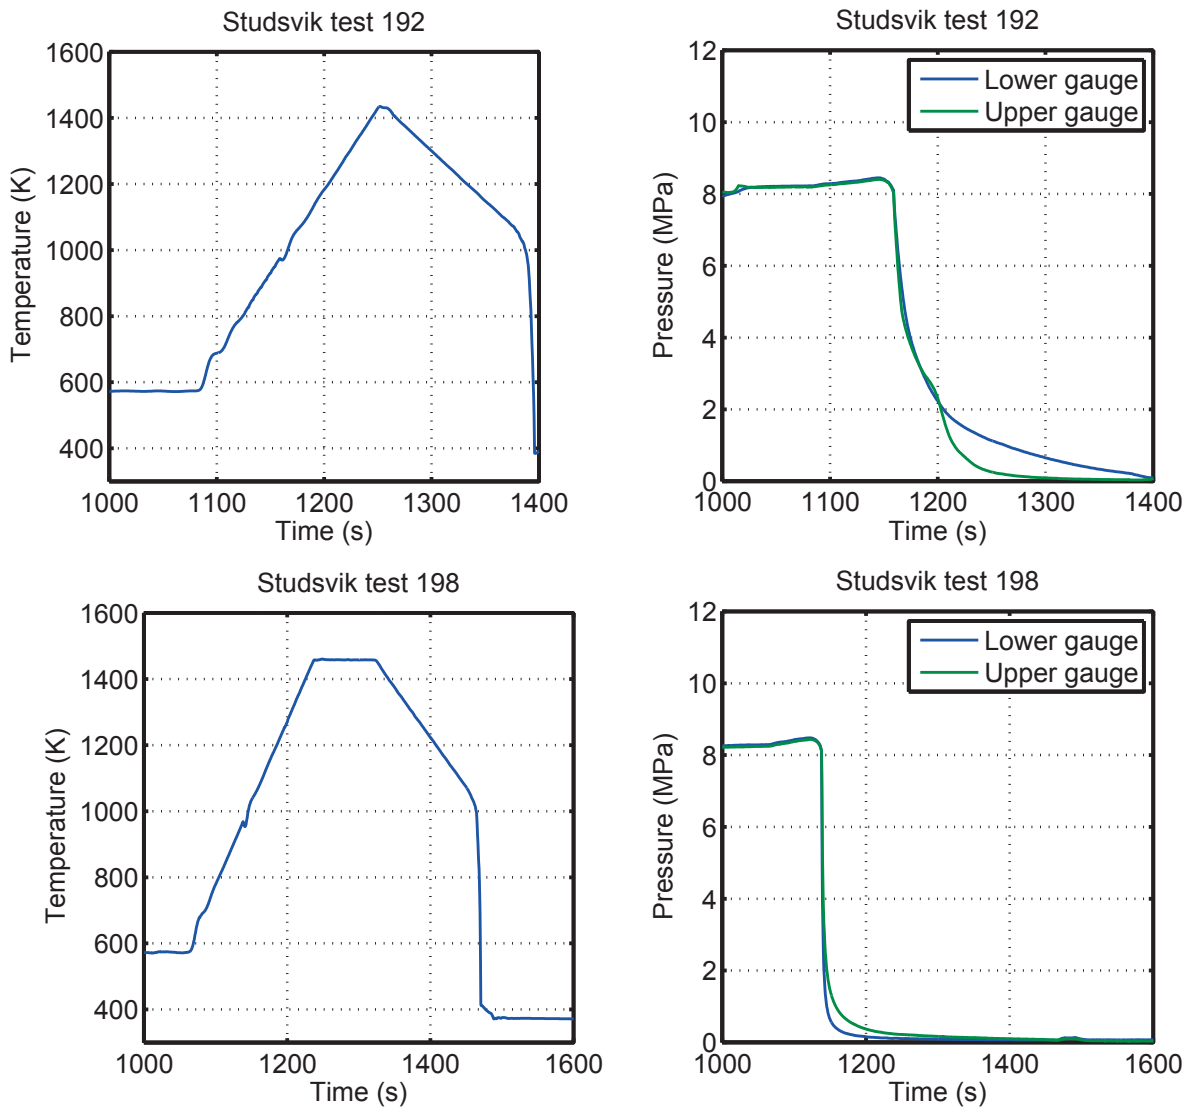 Studsvik test 192
1600
1400
1200
1000
800
600
400
Temperature (K)
1000 1100 1200 1300 1400
Time (s)
Studsvik test 192
12
10
8
6
4
2
0
Pressure (MPa)
Lower gauge
Upper gauge
1000 1100 1200 1300 1400
Time (s)
Studsvik test 198
1600
1400
1200
1000
800
600
400
Temperature (K)
1000 1200 1400 1600
Time (s)
Studsvik test 198
12
10
8
6
4
2
0
Pressure (MPa)
Lower gauge
Upper gauge
1000 1200 1400 1600
Time (s)